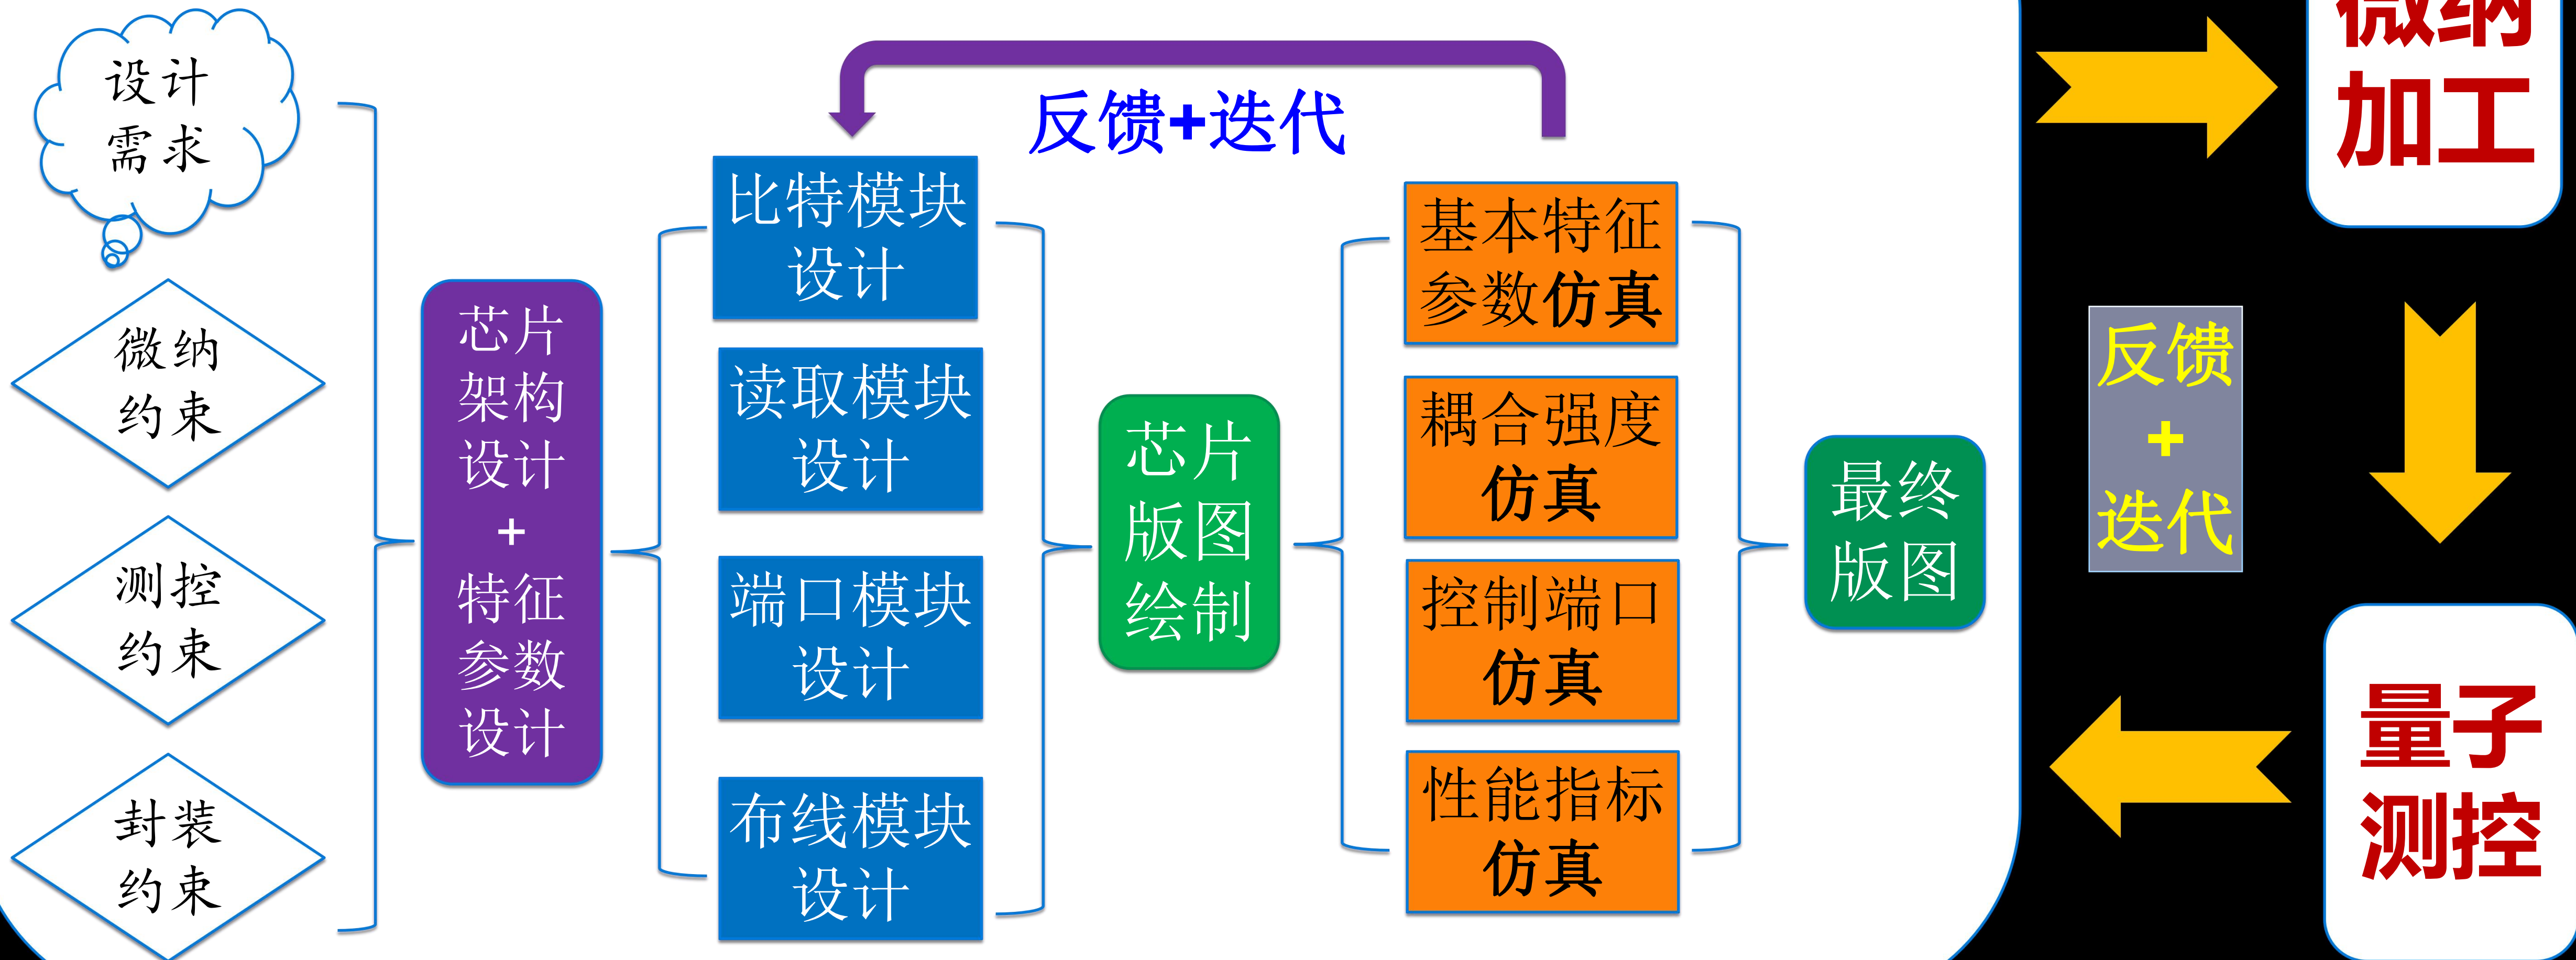 设计
需求
微纳
约束
测控
约束
封装
约束
芯片
架构
设计
+
特征
参数
设计
反馈+迭代
比特模块
设计
读取模块
设计
端口模块
设计
布线模块
设计
芯片
版图
绘制
基本特征
参数仿真
耦合强度
仿真
控制端口
仿真
性能指标
仿真
最终
版图
微纳
加工
反馈
+
迭代
量子
测控